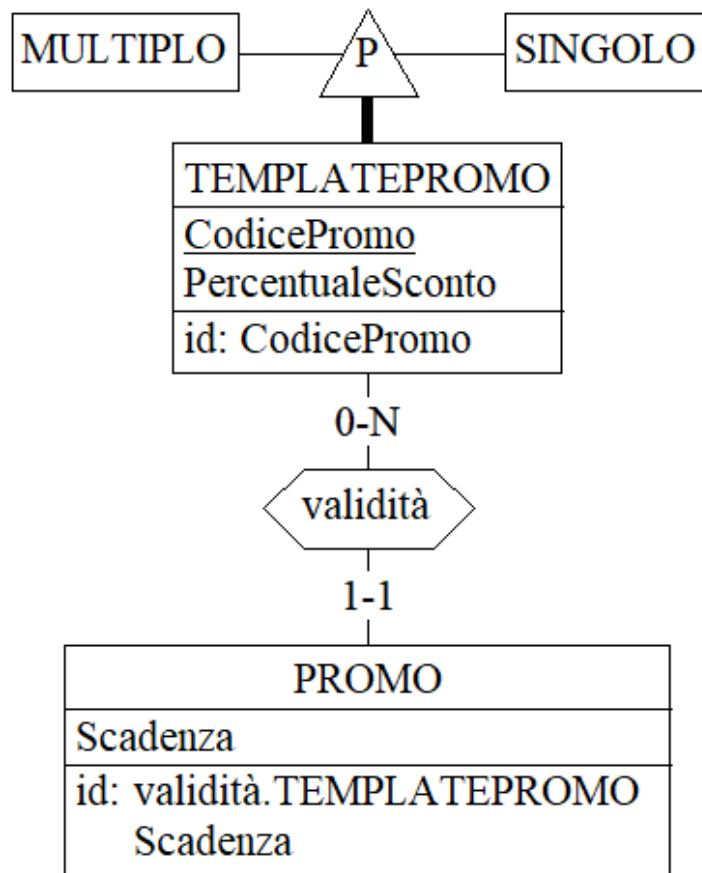 MULTIPLO
P
SINGOLO
TEMPLATEPROMO
CodicePromo
PercentualeSconto
id: CodicePromo
0-N
validità
1-1
PROMO
Scadenza
id: validità.TEMPLATEPROMO
Scadenza